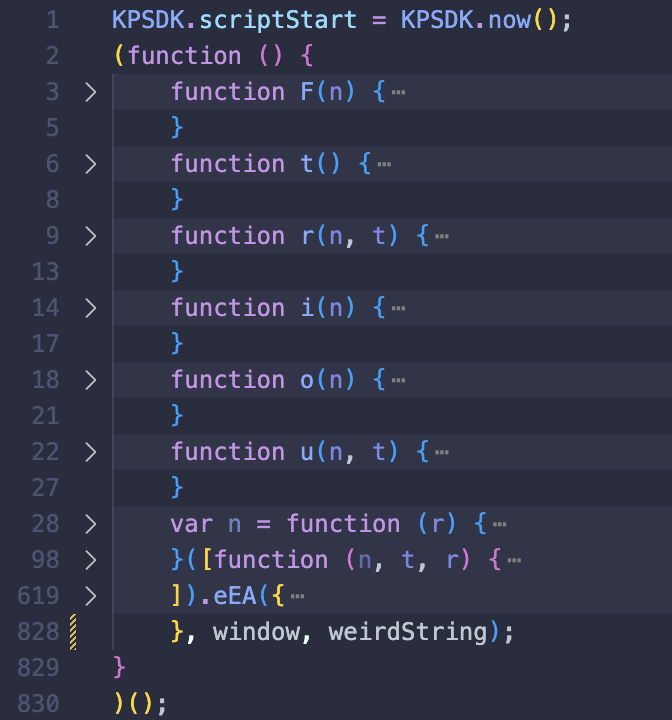 1 KPSDK.scriptStart = KPSDK.now();
2 (function () {
3 > function F(n) {⋯
5 }
6 > function t() {⋯
8 }
9 > function r(n, t) {⋯
13 }
14 > function i(n) {⋯
17 }
18 > function o(n) {⋯
21 }
22 > function u(n, t) {⋯
27 }
28 > var n = function (r) {⋯
98 > }([function (n, t, r) {⋯
619 > ]).eEA({⋯
828 }, window, weirdString);
829 }
830 )();